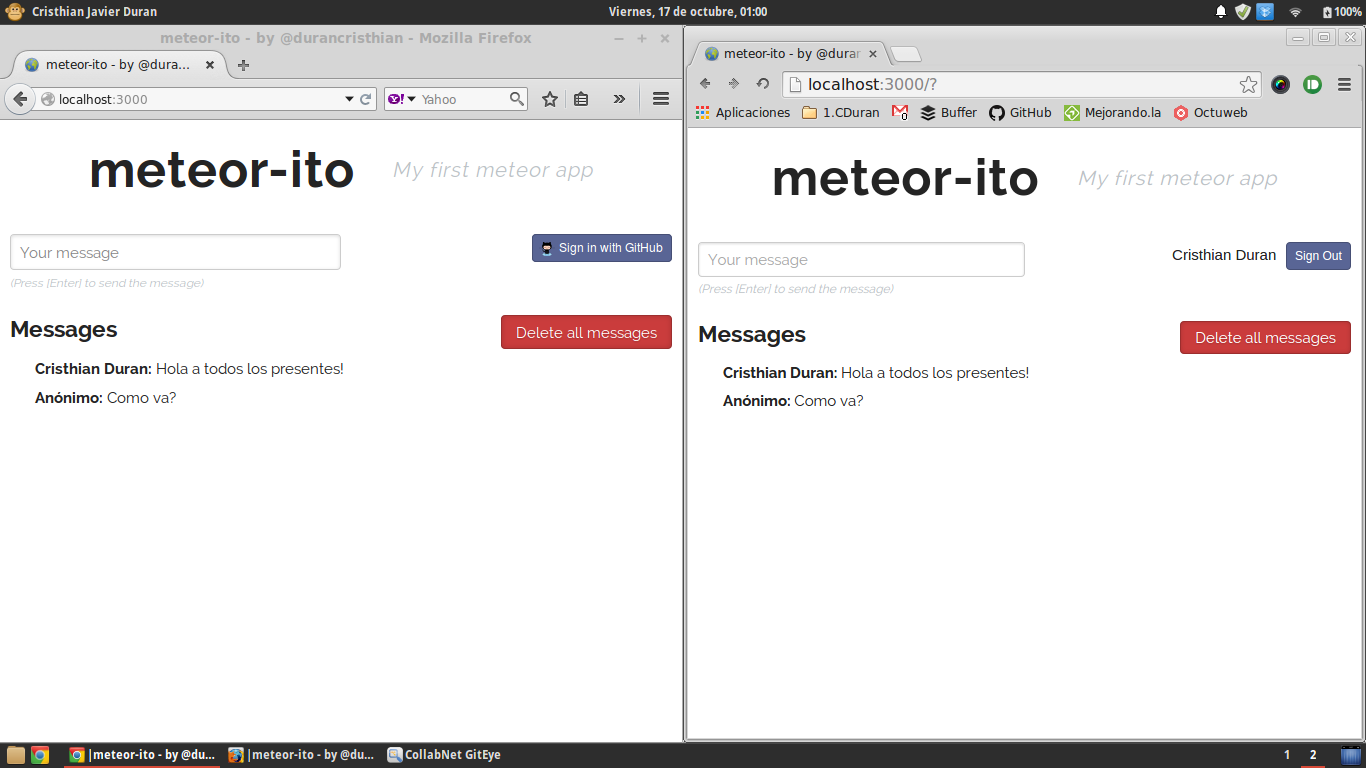 Cristhian Javier Duran
Viernes, 17 de octubre, 01:00
100%
meteor-ito - by @durancristhian - Mozilla Firefox
meteor-ito - by @dura...
localhost:3000
Yahoo
meteor-ito
My first meteor app
Your message
Sign in with GitHub
(Press [Enter] to send the message)
Messages
Delete all messages
Cristhian Duran: Hola a todos los presentes!
Anónimo: Como va?
meteor-ito - by @duran
localhost:3000/?
Aplicaciones
1.CDuran
0
Buffer
GitHub
Mejorando.la
Octuweb
meteor-ito
My first meteor app
Your message
Cristhian Duran
Sign Out
(Press [Enter] to send the message)
Messages
Delete all messages
Cristhian Duran: Hola a todos los presentes!
Anónimo: Como va?
|meteor-ito - by @du...
|meteor-ito - by @du...
CollabNet GitEye
1
2